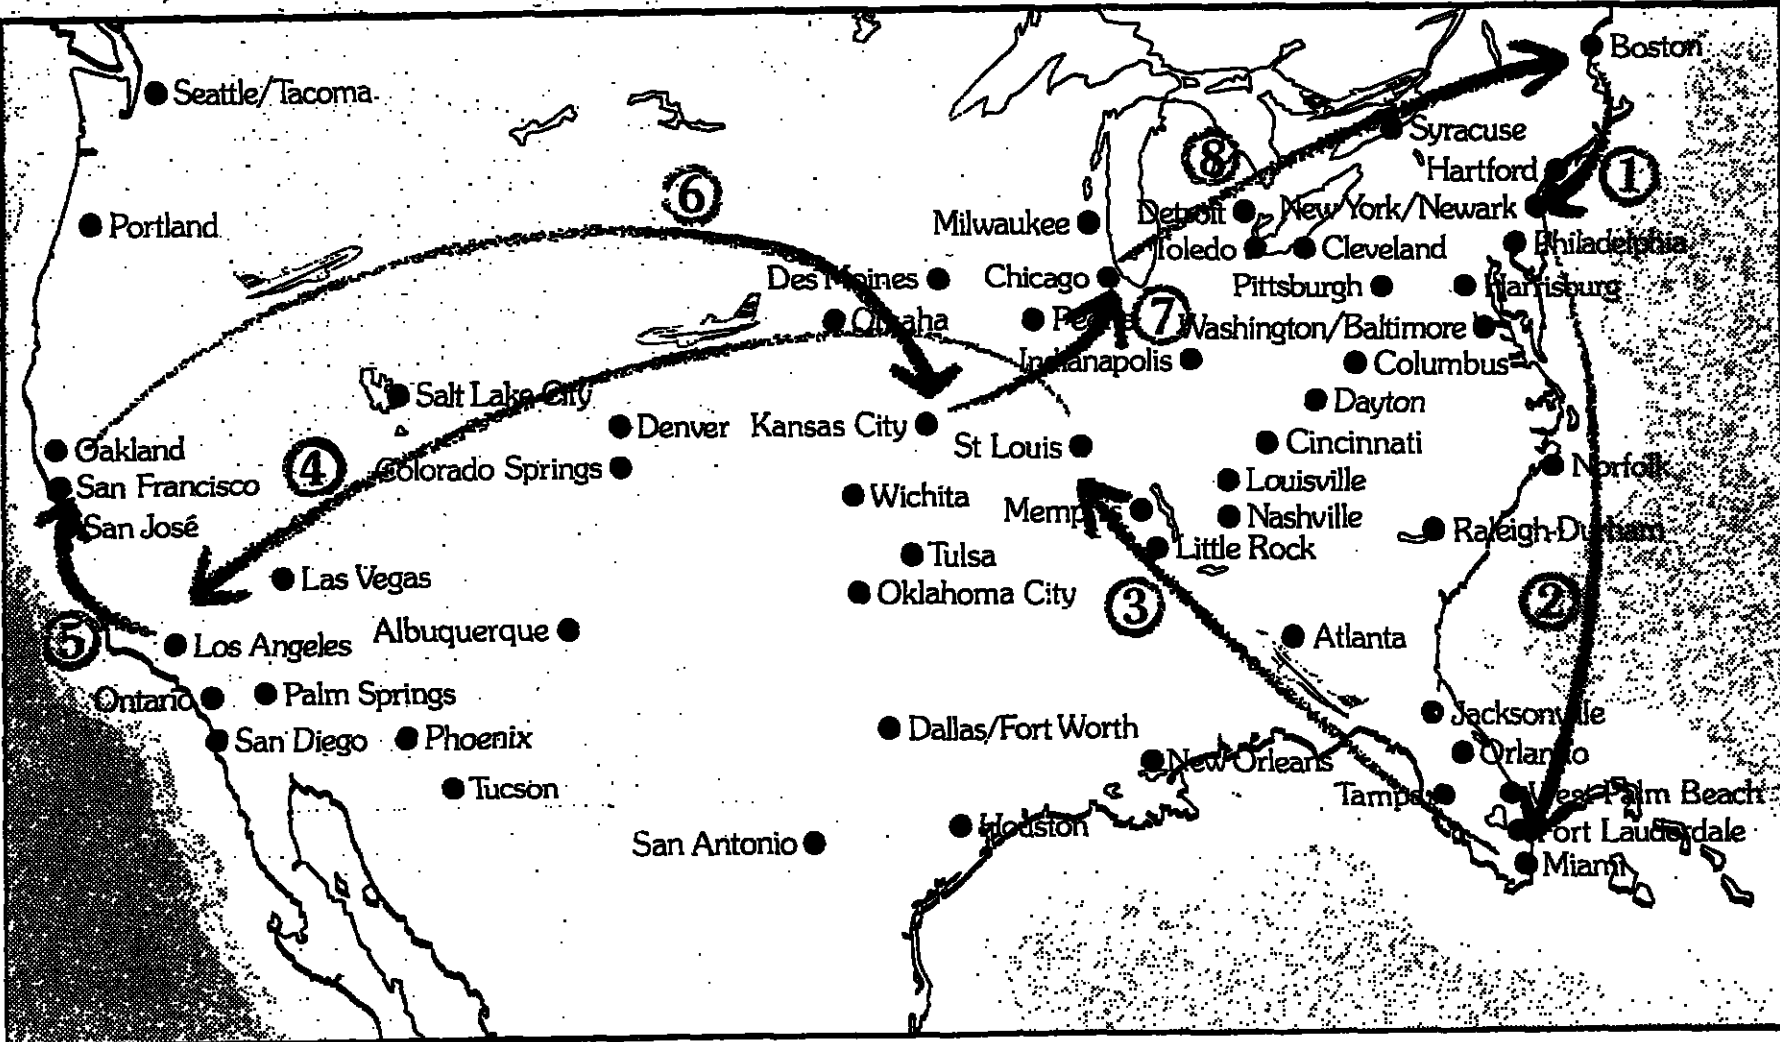 Boston
Seattle/Tacoma
Syracuse
8
Hartford
1
6
Portland
Milwaukee
Detroit
New York/Newark
Toledo
Cleveland
Philadelphia
Des Moines
Chicago
Pittsburgh
Harrisburg
Omaha
Peoria
7
Washington/Baltimore
Indianapolis
Columbus
Salt Lake City
Dayton
Denver
Kansas City
Oakland
St Louis
Cincinnati
4
Colorado Springs
Norfolk
San Francisco
Louisville
Wichita
Memphis
Nashville
San José
Raleigh-Durham
Little Rock
Tulsa
Las Vegas
Oklahoma City
3
2
5
Los Angeles
Albuquerque
Atlanta
Ontario
Palm Springs
Jacksonville
San Diego
Phoenix
Dallas/Fort Worth
Orlando
New Orleans
Tucson
Tampa
West Palm Beach
Houston
Fort Lauderdale
San Antonio
Miami